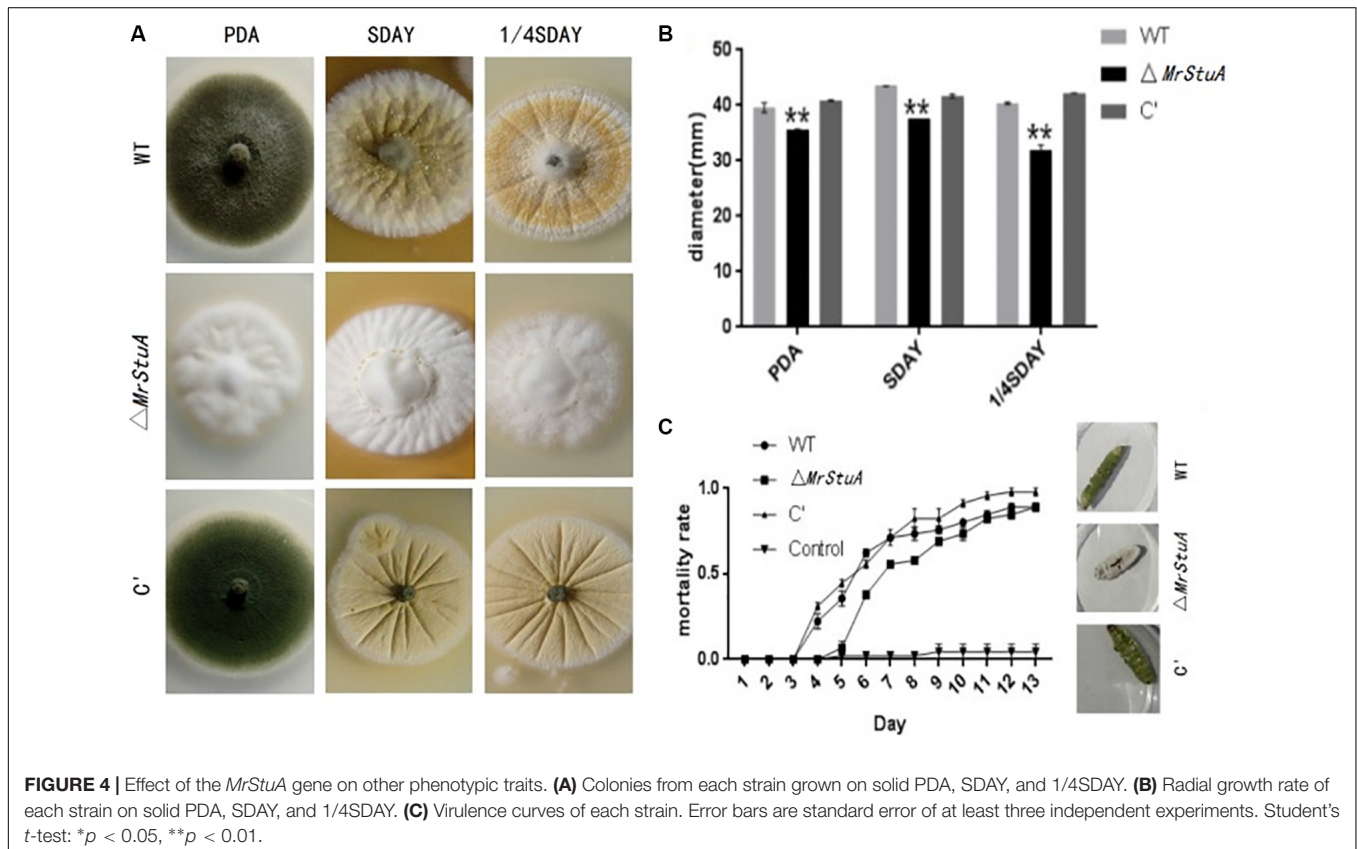 A
PDA
SDAY
1/4SDAY
WT
△MrStuA
C'
B
50
40
30
20
10
0
diameter(mm)
**
**
**
PDA
SDAY
1/4SDAY
WT
△MrStuA
C'
C
WT
△MrStuA
C'
Control
1.0
0.5
0.0
mortality rate
1 2 3 4 5 6 7 8 9 10 11 12 13
Day
WT
△MrStuA
C'
FIGURE 4 | Effect of the MrStuA gene on other phenotypic traits. (A) Colonies from each strain grown on solid PDA, SDAY, and 1/4SDAY. (B) Radial growth rate of
each strain on solid PDA, SDAY, and 1/4SDAY. (C) Virulence curves of each strain. Error bars are standard error of at least three independent experiments. Student's
t-test: *p < 0.05, **p < 0.01.